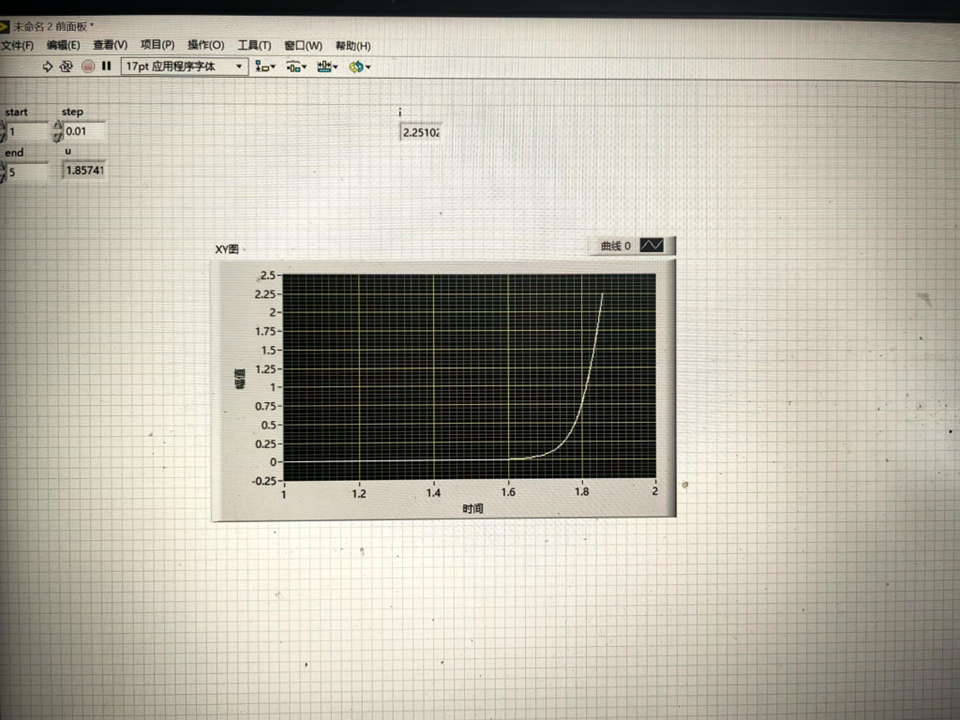 未命名 2 前面板 *
文件(F) 编辑(E) 查看(V) 项目(P) 操作(O) 工具(T) 窗口(W) 帮助(H)
17pt 应用程序字体
start step i
1 0.01 2.25102
end u
5 1.85741
XY图 曲线 0
2.5
2.25
2
1.75
1.5
1.25
1
0.75
0.5
0.25
0
-0.25
幅值
1 1.2 1.4 1.6 1.8 2
时间